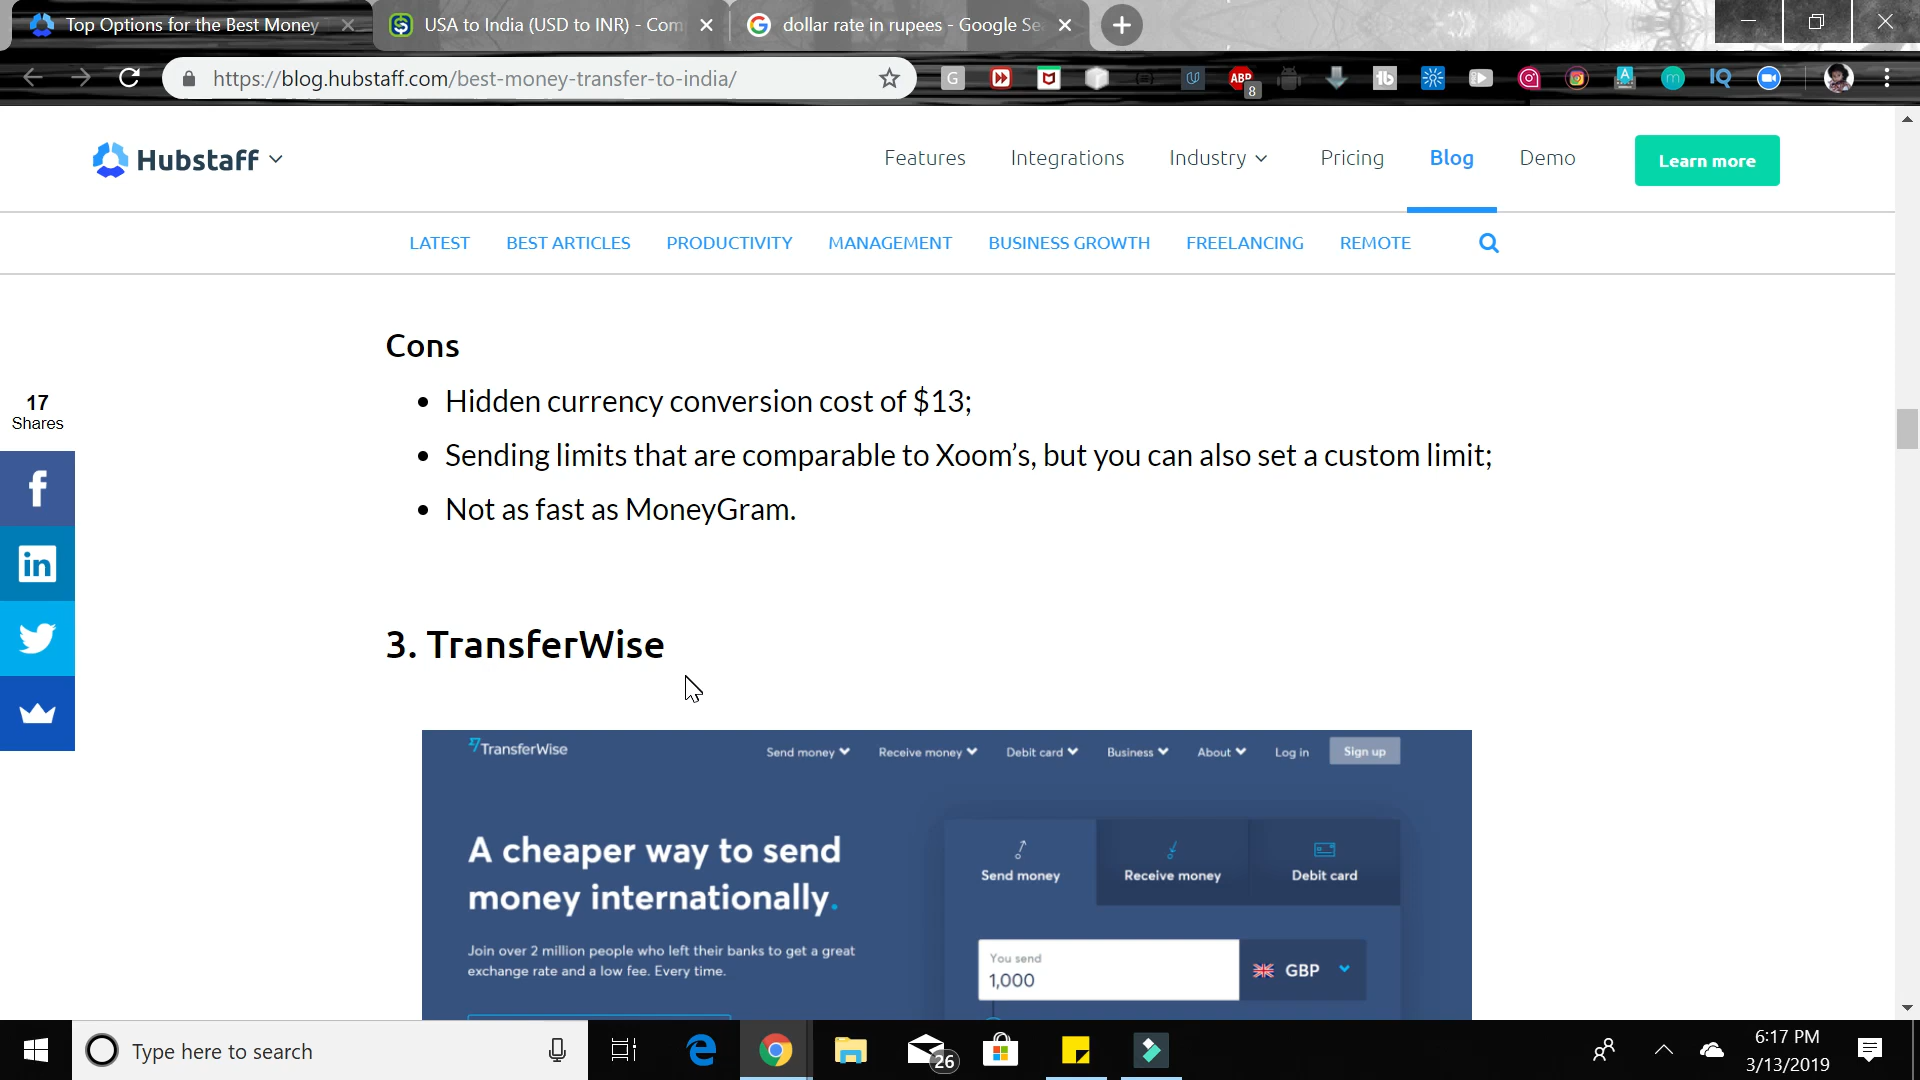 Top Options for the Best Money
USA to India (USD to INR) - Com
dollar rate in rupees - Google Se
https://blog.hubstaff.com/best-money-transfer-to-india/
G
ABP
8
tb
A
m
IQ
Hubstaff
Features
Integrations
Industry
Pricing
Blog
Demo
Learn more
LATEST
BEST ARTICLES
PRODUCTIVITY
MANAGEMENT
BUSINESS GROWTH
FREELANCING
REMOTE
Cons
• Hidden currency conversion cost of $13;
• Sending limits that are comparable to Xoom’s, but you can also set a custom limit;
• Not as fast as MoneyGram.
17
Shares
f
in
3. TransferWise
TransferWise
Send money
Receive money
Debit card
Business
About
Log in
Sign up
A cheaper way to send
money internationally.
Join over 2 million people who left their banks to get a great
exchange rate and a low fee. Every time.
Send money
Receive money
Debit card
You send
1,000
GBP
Type here to search
26
6:17 PM
3/13/2019